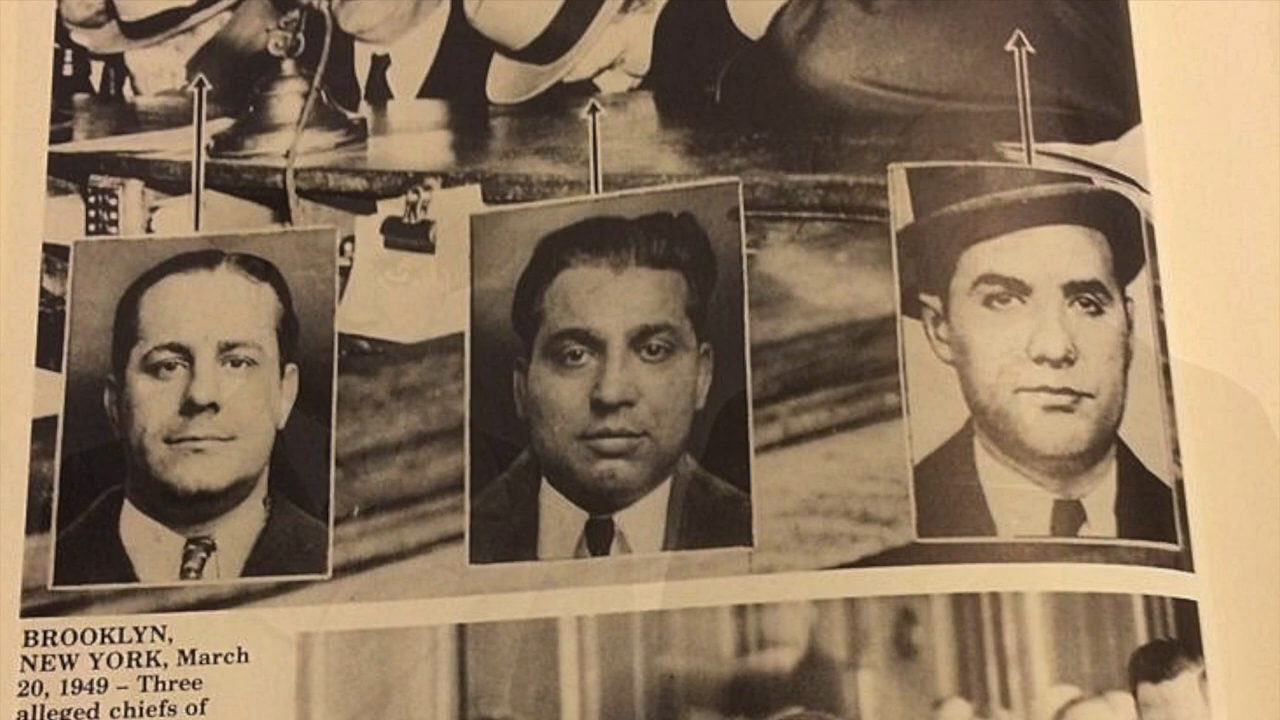 BROOKLYN,
NEW YORK, March
20, 1949 – Three
alleged chiefs of